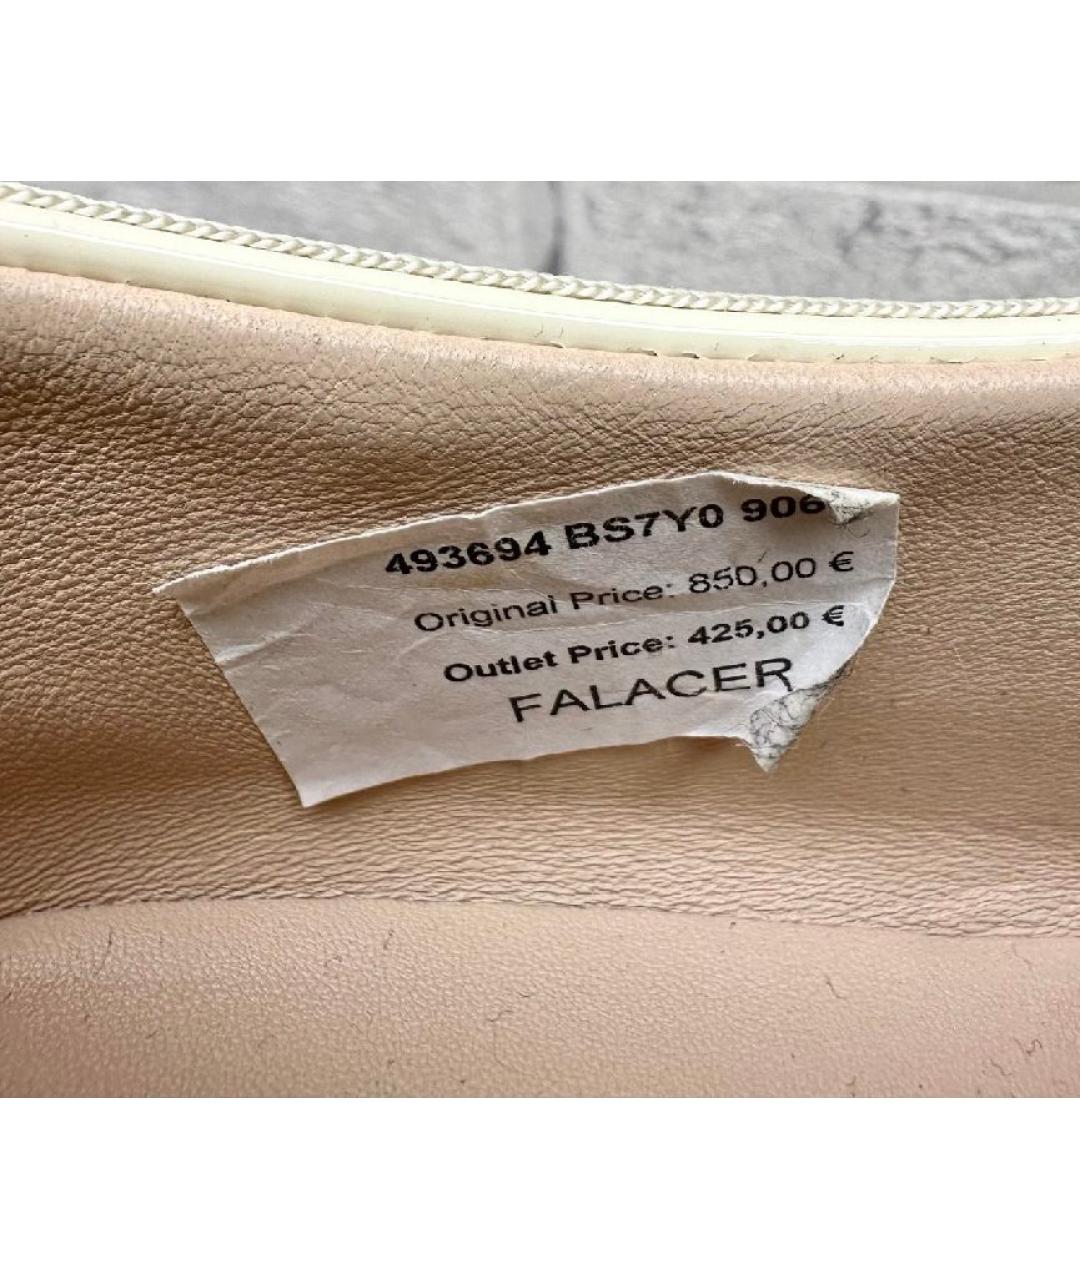 493694 BS7Y0 906
Original Price: 850,00 €
Outlet Price: 425,00 €
FALACER